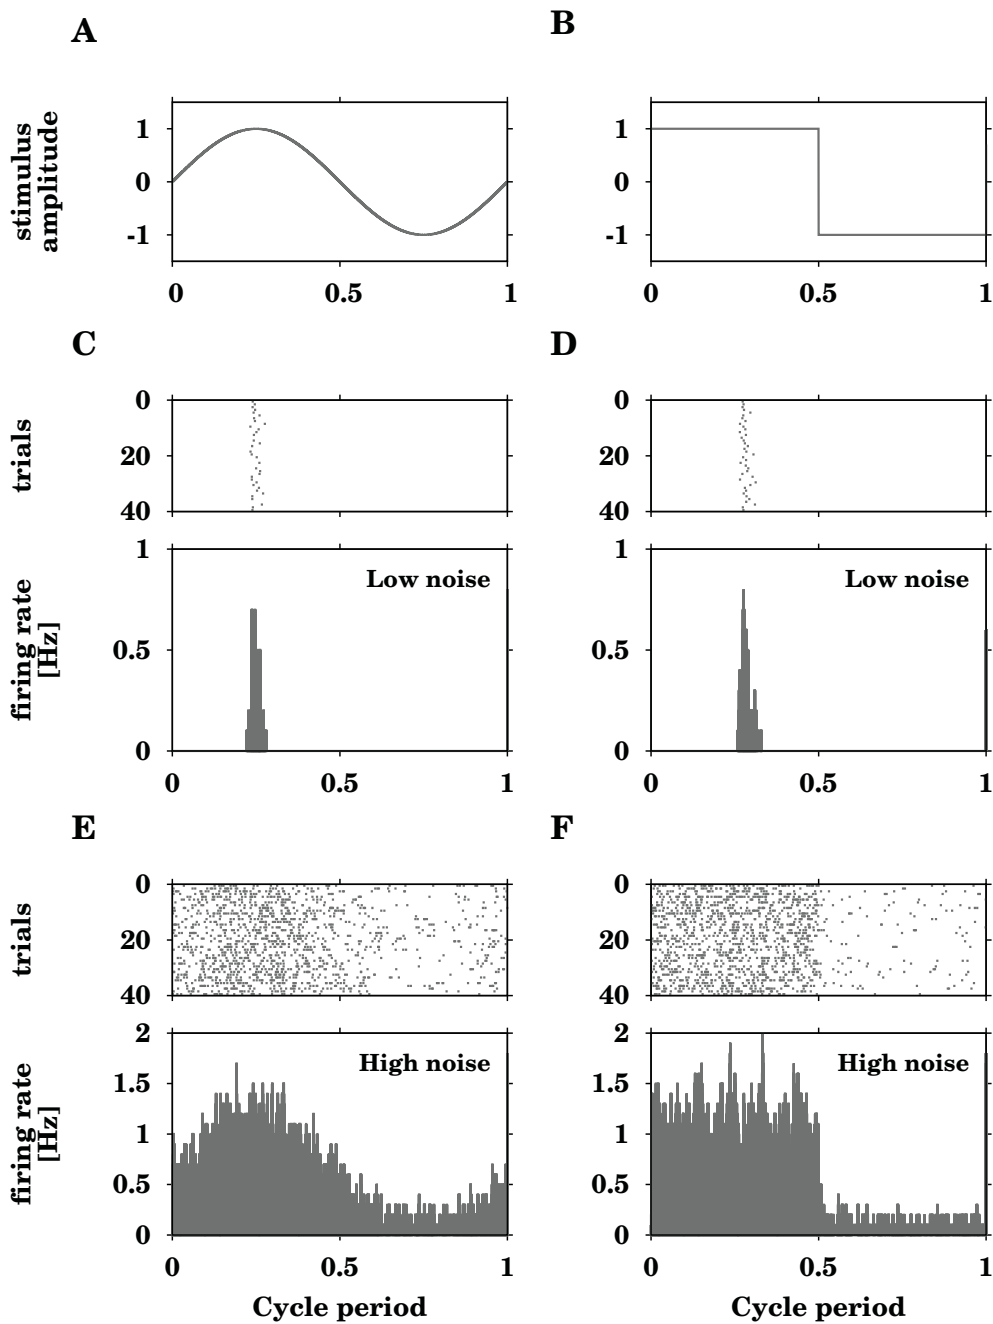 A
B
stimulus
amplitude
1
0
-1
0
0.5
1
1
0
-1
0
0.5
1
C
D
trials
0
20
40
0
20
40
firing rate
[Hz]
1
0.5
0
Low noise
0
0.5
1
1
0.5
0
Low noise
0
0.5
1
E
F
trials
0
20
40
0
20
40
firing rate
[Hz]
2
1.5
1
0.5
0
High noise
0
0.5
1
Cycle period
2
1.5
1
0.5
0
High noise
0
0.5
1
Cycle period